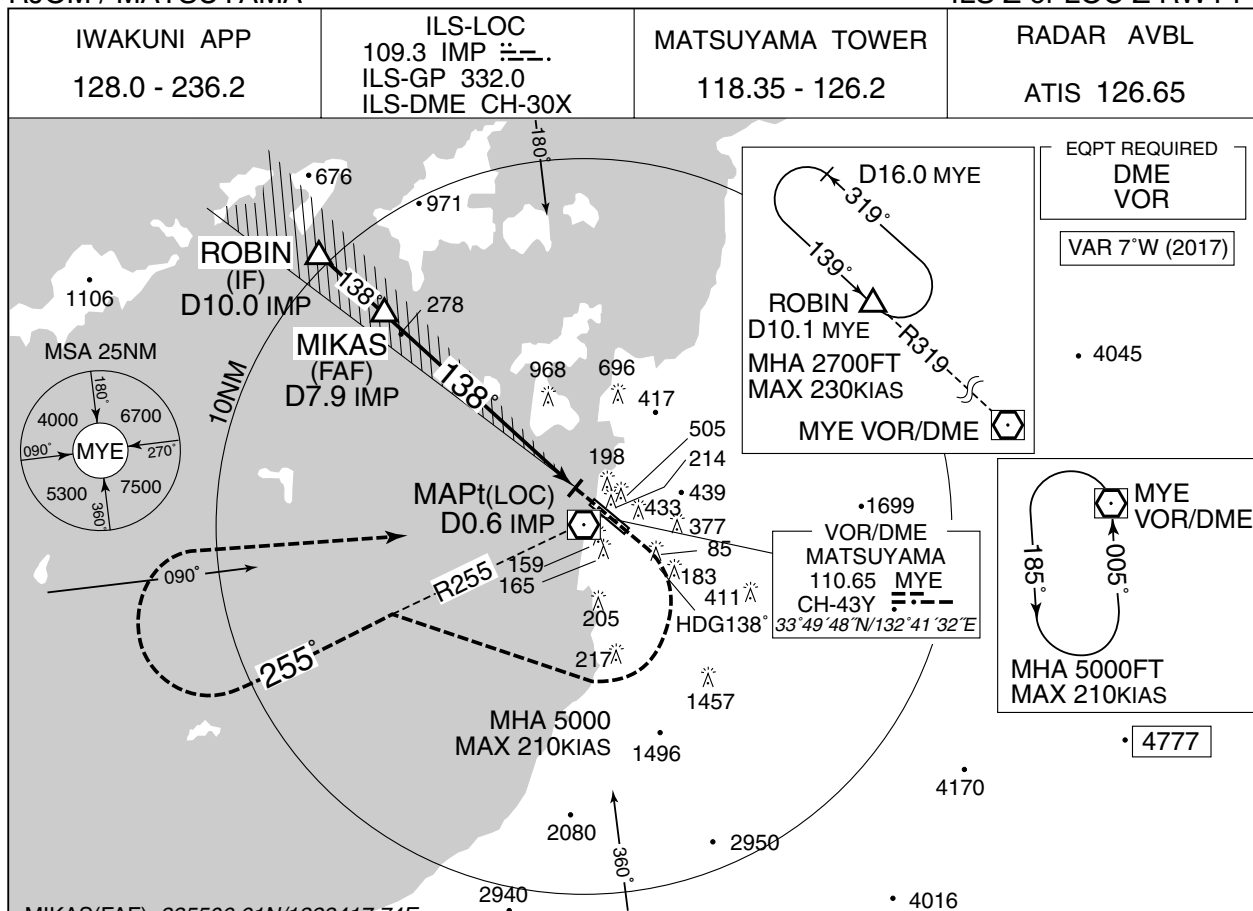 IWAKUNI APP
128.0 - 236.2
ILS-LOC
109.3 IMP
ILS-GP 332.0
ILS-DME CH-30X
MATSUYAMA TOWER
118.35 - 126.2
RADAR AVBL
ATIS 126.65
180°
676
971
ROBIN
(IF)
D10.0 IMP
138°
1106
278
MIKAS
(FAF)
D7.9 IMP
138°
10NM
MSA 25NM
180°
4000
6700
090°
MYE
270°
5300
7500
360°
968
696
417
505
214
198
439
433
377
MAPt(LOC)
D0.6 IMP
85
159
165
183
411
HDG138°
205
217
090°
R255
255°
MHA 5000
MAX 210KIAS
1457
1496
2080
2950
360°
2940
4170
4016
D16.0 MYE
319°
139°
ROBIN
D10.1 MYE
R319
MHA 2700FT
MAX 230KIAS
MYE VOR/DME
EQPT REQUIRED
DME
VOR
VAR 7°W (2017)
4045
1699
VOR/DME
MATSUYAMA
110.65 MYE
CH-43Y
33°49′48″N/132°41′32″E
MYE
VOR/DME
185°
005°
MHA 5000FT
MAX 210KIAS
4777